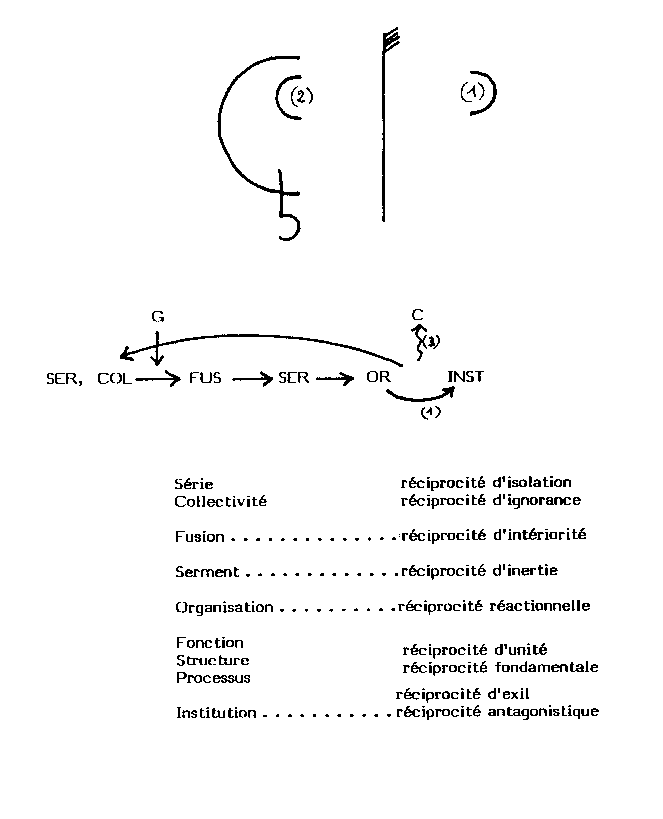 (2) (1)
G C
(3)
SER, COL FUS SER OR INST
(1)
Série réciprocité d'isolation
Collectivité réciprocité d'ignorance
Fusion . . . . . . . . . . . . . . réciprocité d'intériorité
Serment . . . . . . . . . . . . . réciprocité d'inertie
Organisation . . . . . . . . . . réciprocité réactionnelle
Fonction
Structure réciprocité d'unité
Processus réciprocité fondamentale
réciprocité d'exil
Institution . . . . . . . . . . . réciprocité antagonistique